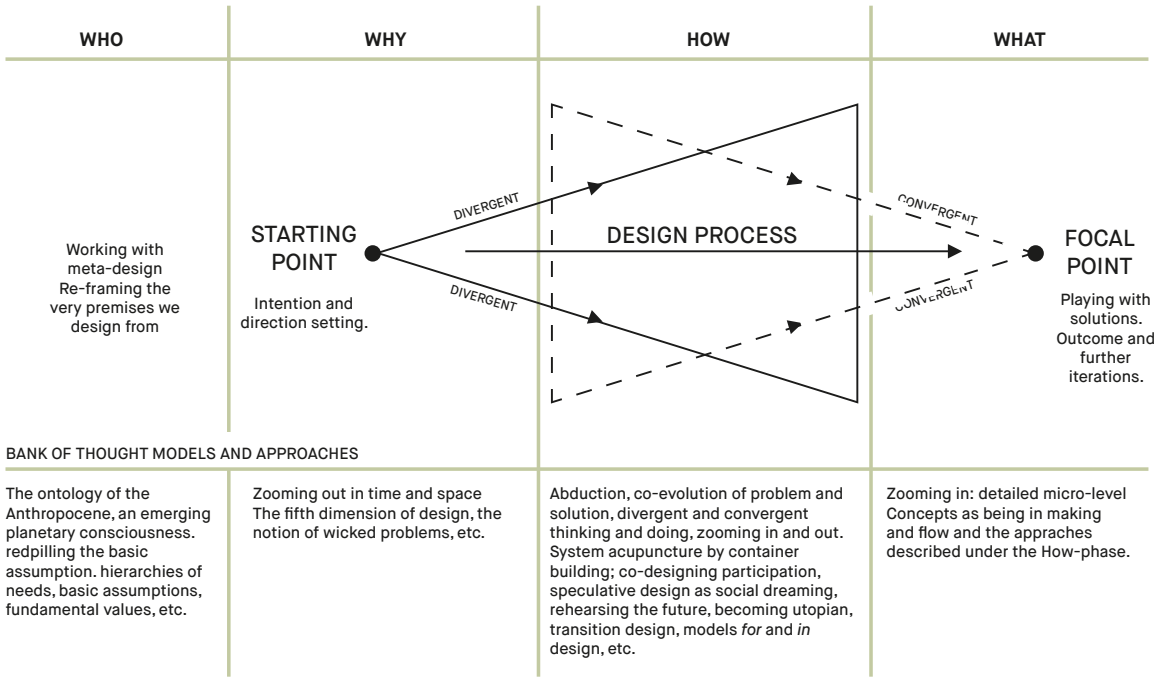 WHO
WHY
HOW
WHAT
Working with
meta-design
Re-framing the
very premises we
design from
STARTING
POINT
Intention and
direction setting.
DIVERGENT
DIVERGENT
DESIGN PROCESS
CONVERGENT
CONVERGENT
FOCAL
POINT
Playing with
solutions.
Outcome and
further
iterations.
BANK OF THOUGHT MODELS AND APPROACHES
The ontology of the
Anthropocene, an emerging
planetary consciousness.
redpilling the basic
assumption. hierarchies of
needs, basic assumptions,
fundamental values, etc.
Zooming out in time and space
The fifth dimension of design, the
notion of wicked problems, etc.
Abduction, co-evolution of problem and
solution, divergent and convergent
thinking and doing, zooming in and out.
System acupuncture by container
building; co-designing participation,
speculative design as social dreaming,
rehearsing the future, becoming utopian,
transition design, models for and in
design, etc.
Zooming in: detailed micro-level
Concepts as being in making
and flow and the appraches
described under the How-phase.